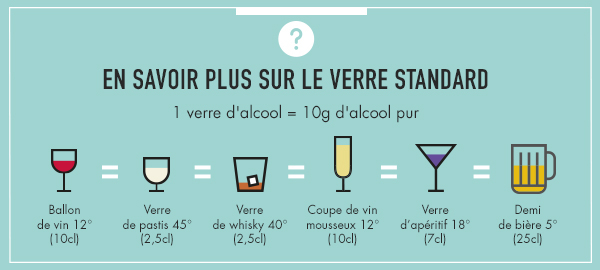 ?
EN SAVOIR PLUS SUR LE VERRE STANDARD
1 verre d'alcool = 10g d'alcool pur
= = = = =
Ballon
de vin 12°
(10cl)
Verre
de pastis 45°
(2,5cl)
Verre
de whisky 40°
(2,5cl)
Coupe de vin
mousseux 12°
(10cl)
Verre
d'apéritif 18°
(7cl)
Demi
de bière 5°
(25cl)